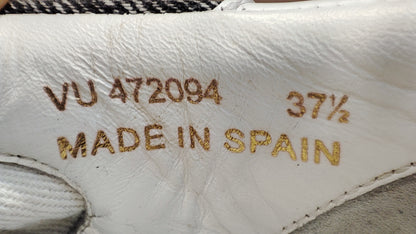 VU 472094 37½
MADE IN SPAIN